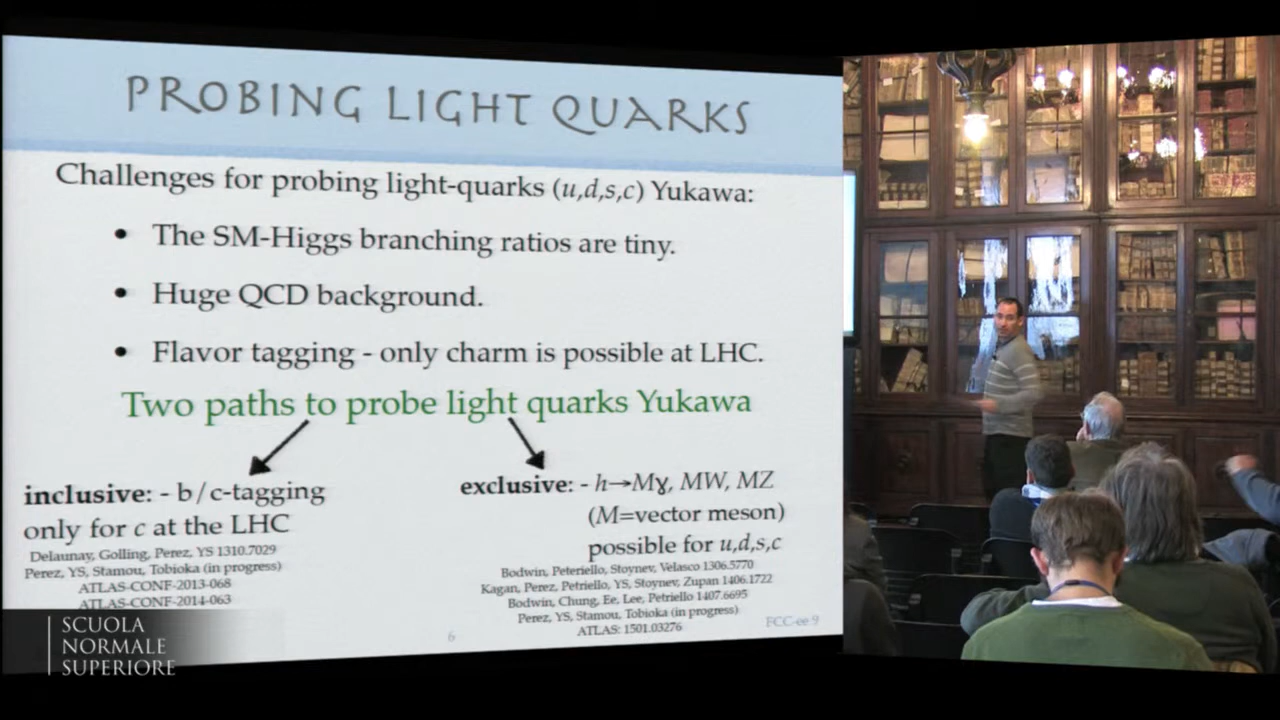 PROBING LIGHT QUARKS
Challenges for probing light-quarks (u,d,s,c) Yukawa:
• The SM-Higgs branching ratios are tiny.
• Huge QCD background.
• Flavor tagging - only charm is possible at LHC.
Two paths to probe light quarks Yukawa
inclusive: - b/c-tagging
only for c at the LHC
Delaunay, Golling, Perez, YS 1310.7029
Perez, YS, Stamou, Tobioka (in progress)
ATLAS-CONF-2013-068
ATLAS-CONF-2014-063
exclusive: - h→Mγ, MW, MZ
(M=vector meson)
possible for u,d,s,c
Bodwin, Peteriello, Stoynev, Velasco 1306.5770
Kagan, Perez, Petriello, YS, Stoynev, Zupan 1406.1722
Bodwin, Chung, Ee, Lee, Petriello 1407.6695
Perez, YS, Stamou, Tobioka (in progress)
ATLAS: 1501.03276
6
FCC-ee 9
SCUOLA
NORMALE
SUPERIORE